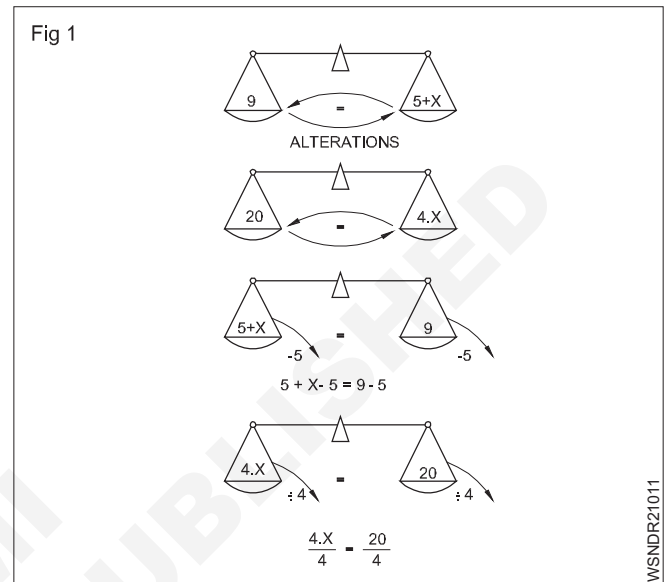 Fig 1
9 = 5+X
ALTERATIONS
20 = 4.X
5+X = 9
-5 -5
5 + X- 5 = 9 - 5
4.X = 20
÷ 4 ÷ 4
4.X/4 = 20/4
WSNDR21011
PUBLISHED